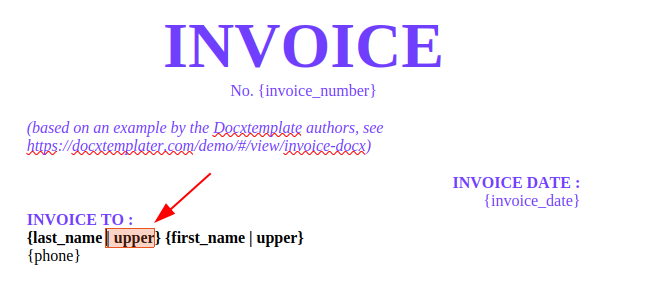 INVOICE
No. {invoice_number}
(based on an example by the Docxtemplate authors, see
https://docxtemplater.com/demo/#/view/invoice-docx)
INVOICE DATE :
{invoice_date}
INVOICE TO :
{last_name | upper} {first_name | upper}
{phone}